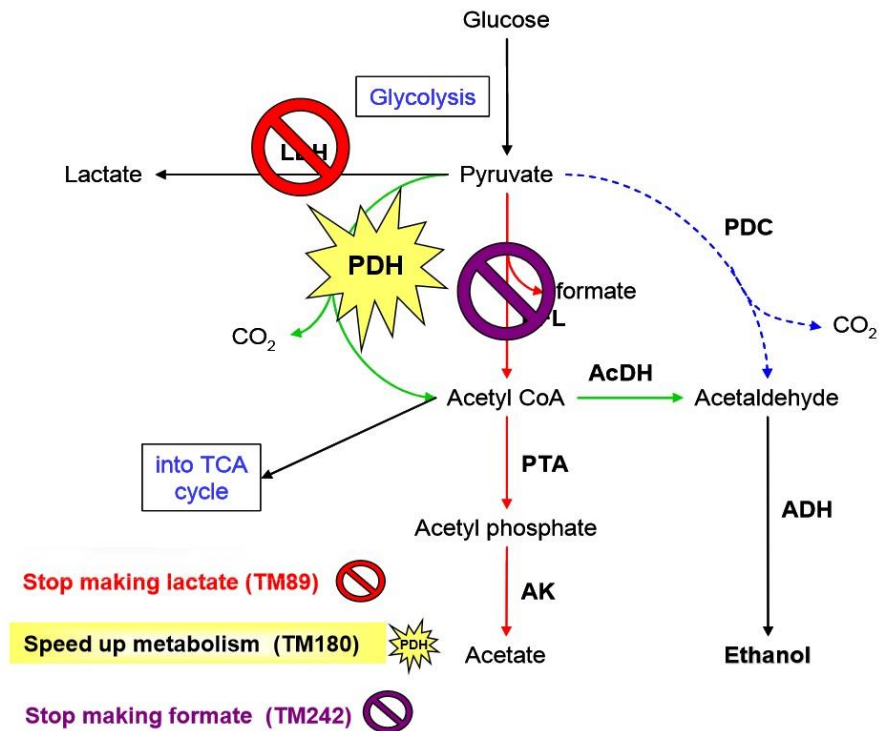 Glucose
Glycolysis
LDH
Lactate
Pyruvate
PDC
PDH
formate
CO2
CO2
Acetyl CoA
AcDH
Acetaldehyde
into TCA
cycle
PTA
ADH
Acetyl phosphate
Stop making lactate (TM89)
AK
Speed up metabolism (TM180)
PDH
Acetate
Ethanol
Stop making formate (TM242)